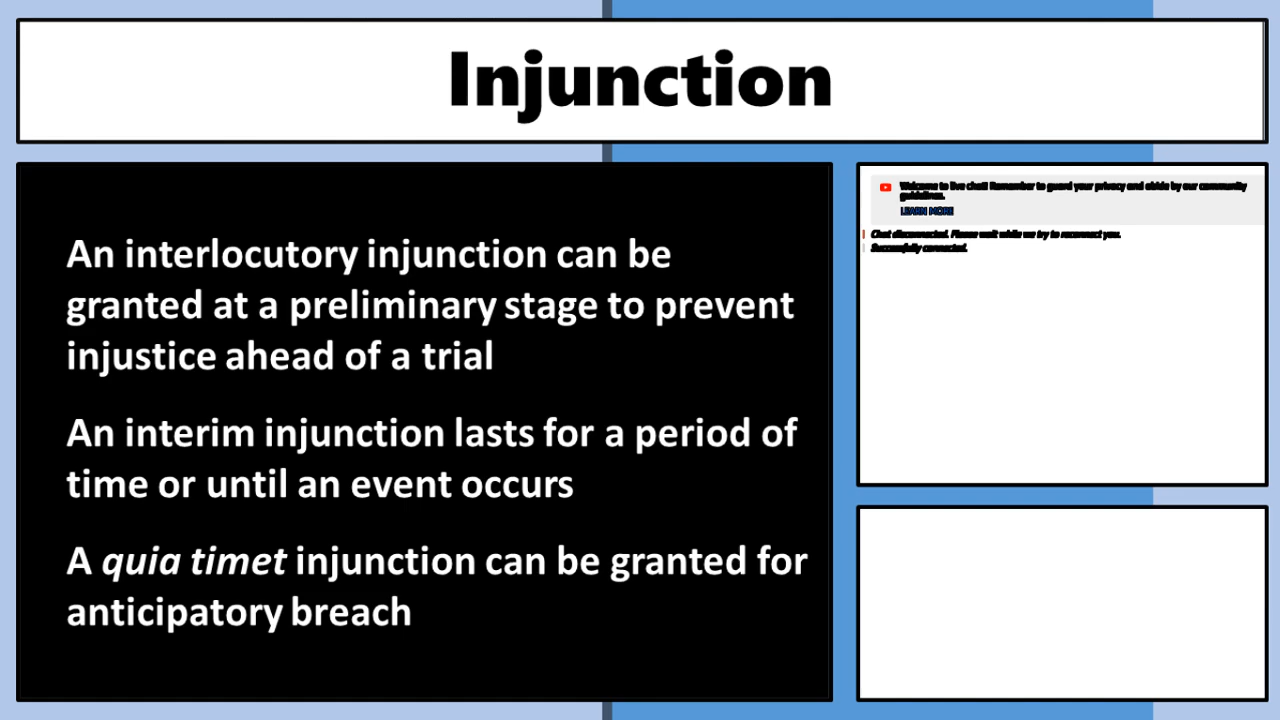 Injunction
An interlocutory injunction can be
granted at a preliminary stage to prevent
injustice ahead of a trial
An interim injunction lasts for a period of
time or until an event occurs
A quia timet injunction can be granted for
anticipatory breach
Welcome to live chat! Remember to guard your privacy and abide by our community
guidelines.
LEARN MORE
Chat disconnected. Please wait while we try to reconnect you.
Successfully connected.